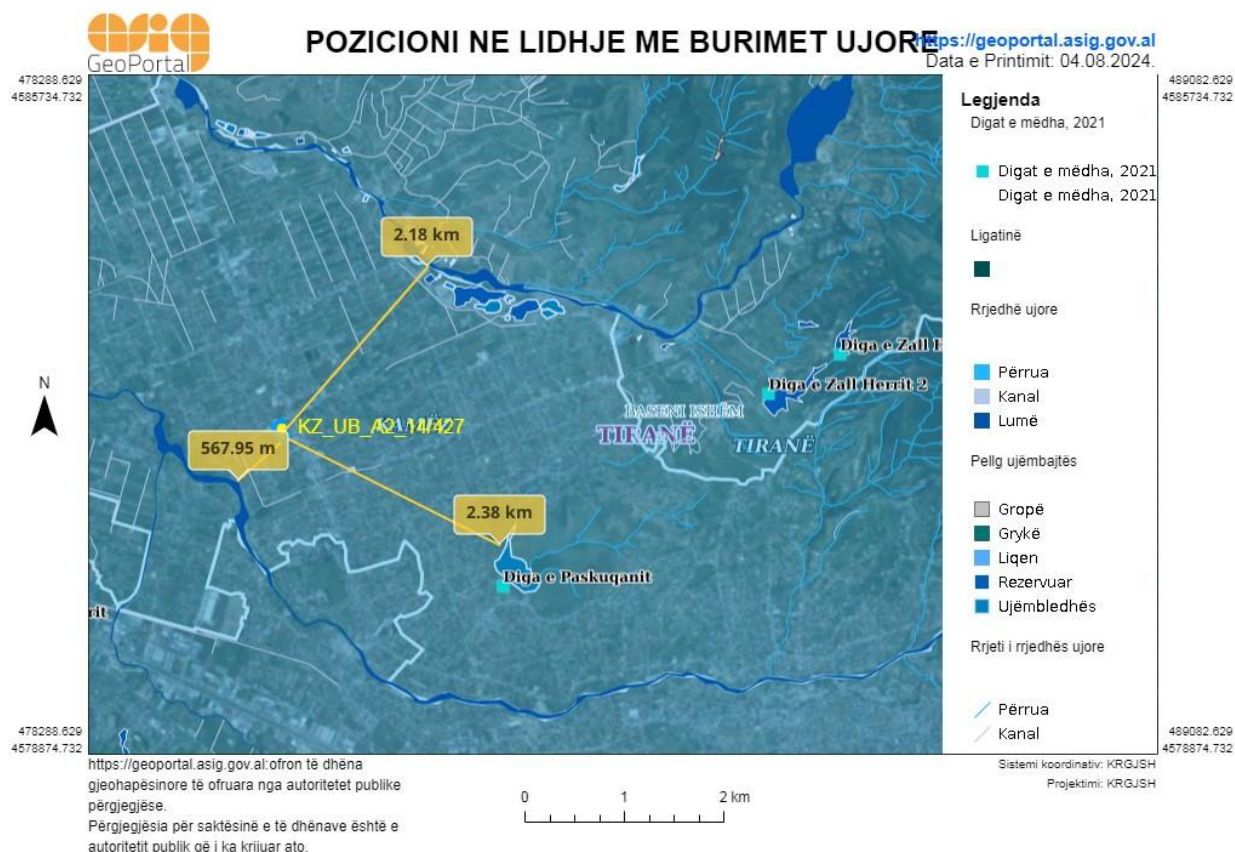 asig
GeoPortal
POZICIONI NE LIDHJE ME BURIMET UJORE
https://geoportal.asig.gov.al
Data e Printimit: 04.08.2024.
478288.629
4585734.732
489082.629
4585734.732
2.18 km
Diga e Zall H
Diga e Zall Herrit 2
BASENI ISHËM
TIRANË
TIRANË
KZ_UB_A2_14/427
567.95 m
2.38 km
Diga e Paskuqanit
rit
N
Legjenda
Digat e mëdha, 2021
Digat e mëdha, 2021
Digat e mëdha, 2021
Ligatinë
Rrjedhë ujore
Përrua
Kanal
Lumë
Pellg ujëmbajtës
Gropë
Grykë
Liqen
Rezervuar
Ujëmbledhës
Rrjeti i rrjedhës ujore
Përrua
Kanal
478288.629
4578874.732
489082.629
4578874.732
Sistemi koordinativ: KRGJSH
Projektimi: KRGJSH
https://geoportal.asig.gov.al:ofron të dhëna
gjeohapësinore të ofruara nga autoritetet publike
përgjegjëse.
Përgjegjësia për saktësinë e të dhënave është e
autoritetit publik që i ka krijuar ato.
0 1 2 km